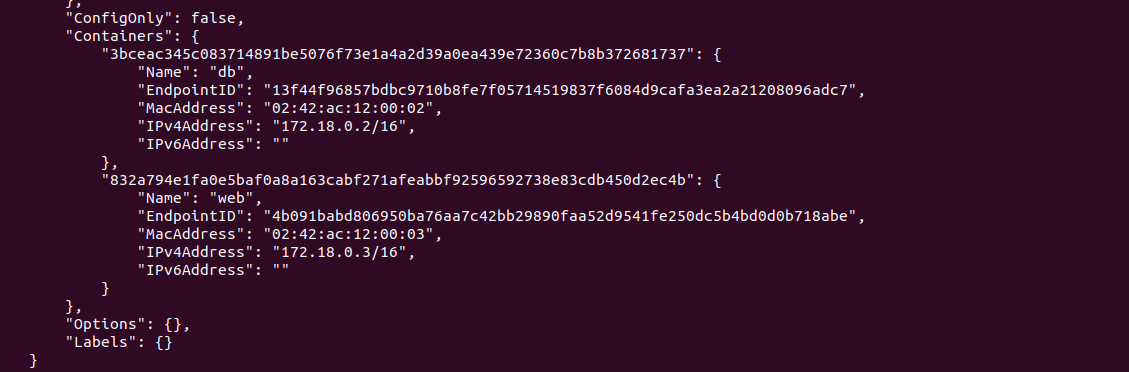 },
"ConfigOnly": false,
"Containers": {
"3bceac345c083714891be5076f73e1a4a2d39a0ea439e72360c7b8b372681737": {
"Name": "db",
"EndpointID": "13f44f96857bdbc9710b8fe7f05714519837f6084d9cafa3ea2a21208096adc7",
"MacAddress": "02:42:ac:12:00:02",
"IPv4Address": "172.18.0.2/16",
"IPv6Address": ""
},
"832a794e1fa0e5baf0a8a163cabf271afeabbf92596592738e83cdb450d2ec4b": {
"Name": "web",
"EndpointID": "4b091babd806950ba76aa7c42bb29890faa52d9541fe250dc5b4bd0d0b718abe",
"MacAddress": "02:42:ac:12:00:03",
"IPv4Address": "172.18.0.3/16",
"IPv6Address": ""
}
},
"Options": {},
"Labels": {}
}